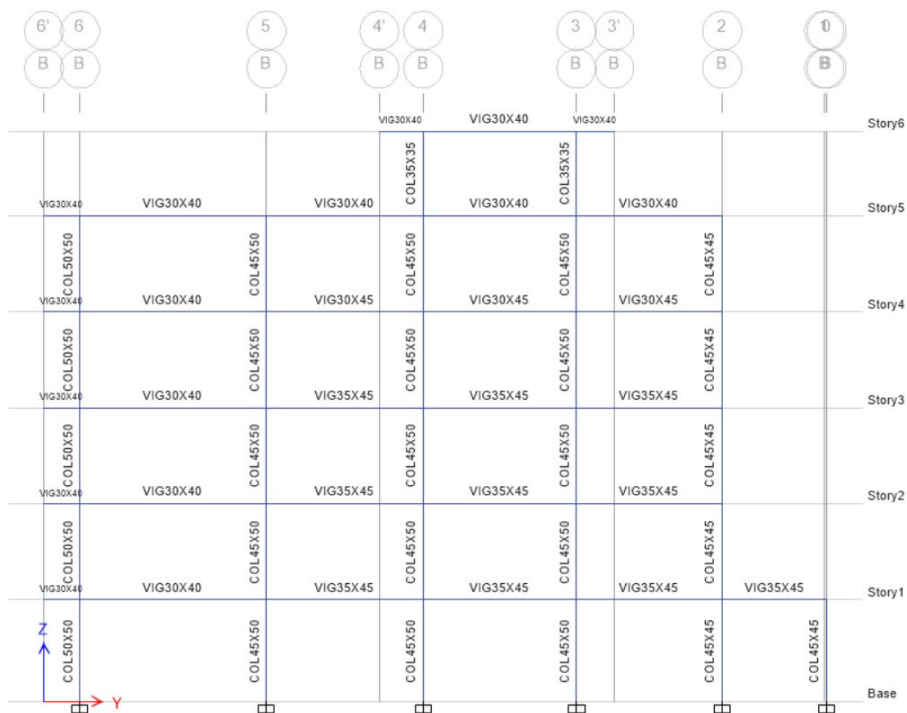 6' 6 5 4' 4 3 3' 2 1 0
B B B B B B B B B B
Story6
VIG30X40 VIG30X40 VIG30X40
COL35X35 COL35X35
Story5
VIG30X40 VIG30X40 VIG30X40 VIG30X40 VIG30X40
COL50X50 COL45X50 COL45X50 COL45X50 COL45X45
Story4
VIG30X40 VIG30X40 VIG30X45 VIG30X45 VIG30X45
COL50X50 COL45X50 COL45X50 COL45X50 COL45X45
Story3
VIG30X40 VIG30X40 VIG35X45 VIG35X45 VIG35X45
COL50X50 COL45X50 COL45X50 COL45X50 COL45X45
Story2
VIG30X40 VIG30X40 VIG35X45 VIG35X45 VIG35X45
COL50X50 COL45X50 COL45X50 COL45X50 COL45X45
Story1
VIG30X40 VIG30X40 VIG35X45 VIG35X45 VIG35X45 VIG35X45
COL50X50 COL45X50 COL45X50 COL45X50 COL45X45 COL45X45
Z
Y
Base